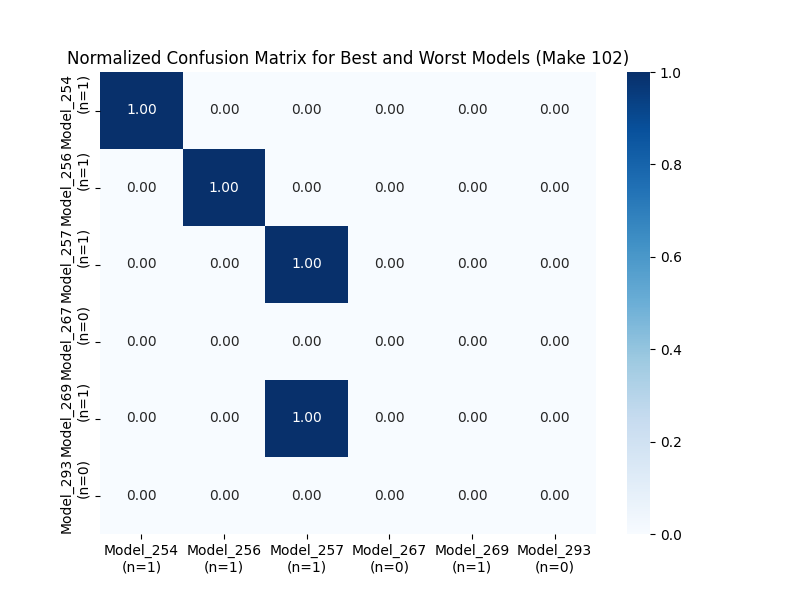 Normalized Confusion Matrix for Best and Worst Models (Make 102)
Model_254
(n=1)
1.00 0.00 0.00 0.00 0.00 0.00
Model_256
(n=1)
0.00 1.00 0.00 0.00 0.00 0.00
Model_257
(n=1)
0.00 0.00 1.00 0.00 0.00 0.00
Model_267
(n=0)
0.00 0.00 0.00 0.00 0.00 0.00
Model_269
(n=1)
0.00 0.00 1.00 0.00 0.00 0.00
Model_293
(n=0)
0.00 0.00 0.00 0.00 0.00 0.00
Model_254 Model_256 Model_257 Model_267 Model_269 Model_293
(n=1) (n=1) (n=1) (n=0) (n=1) (n=0)
1.0
0.8
0.6
0.4
0.2
0.0